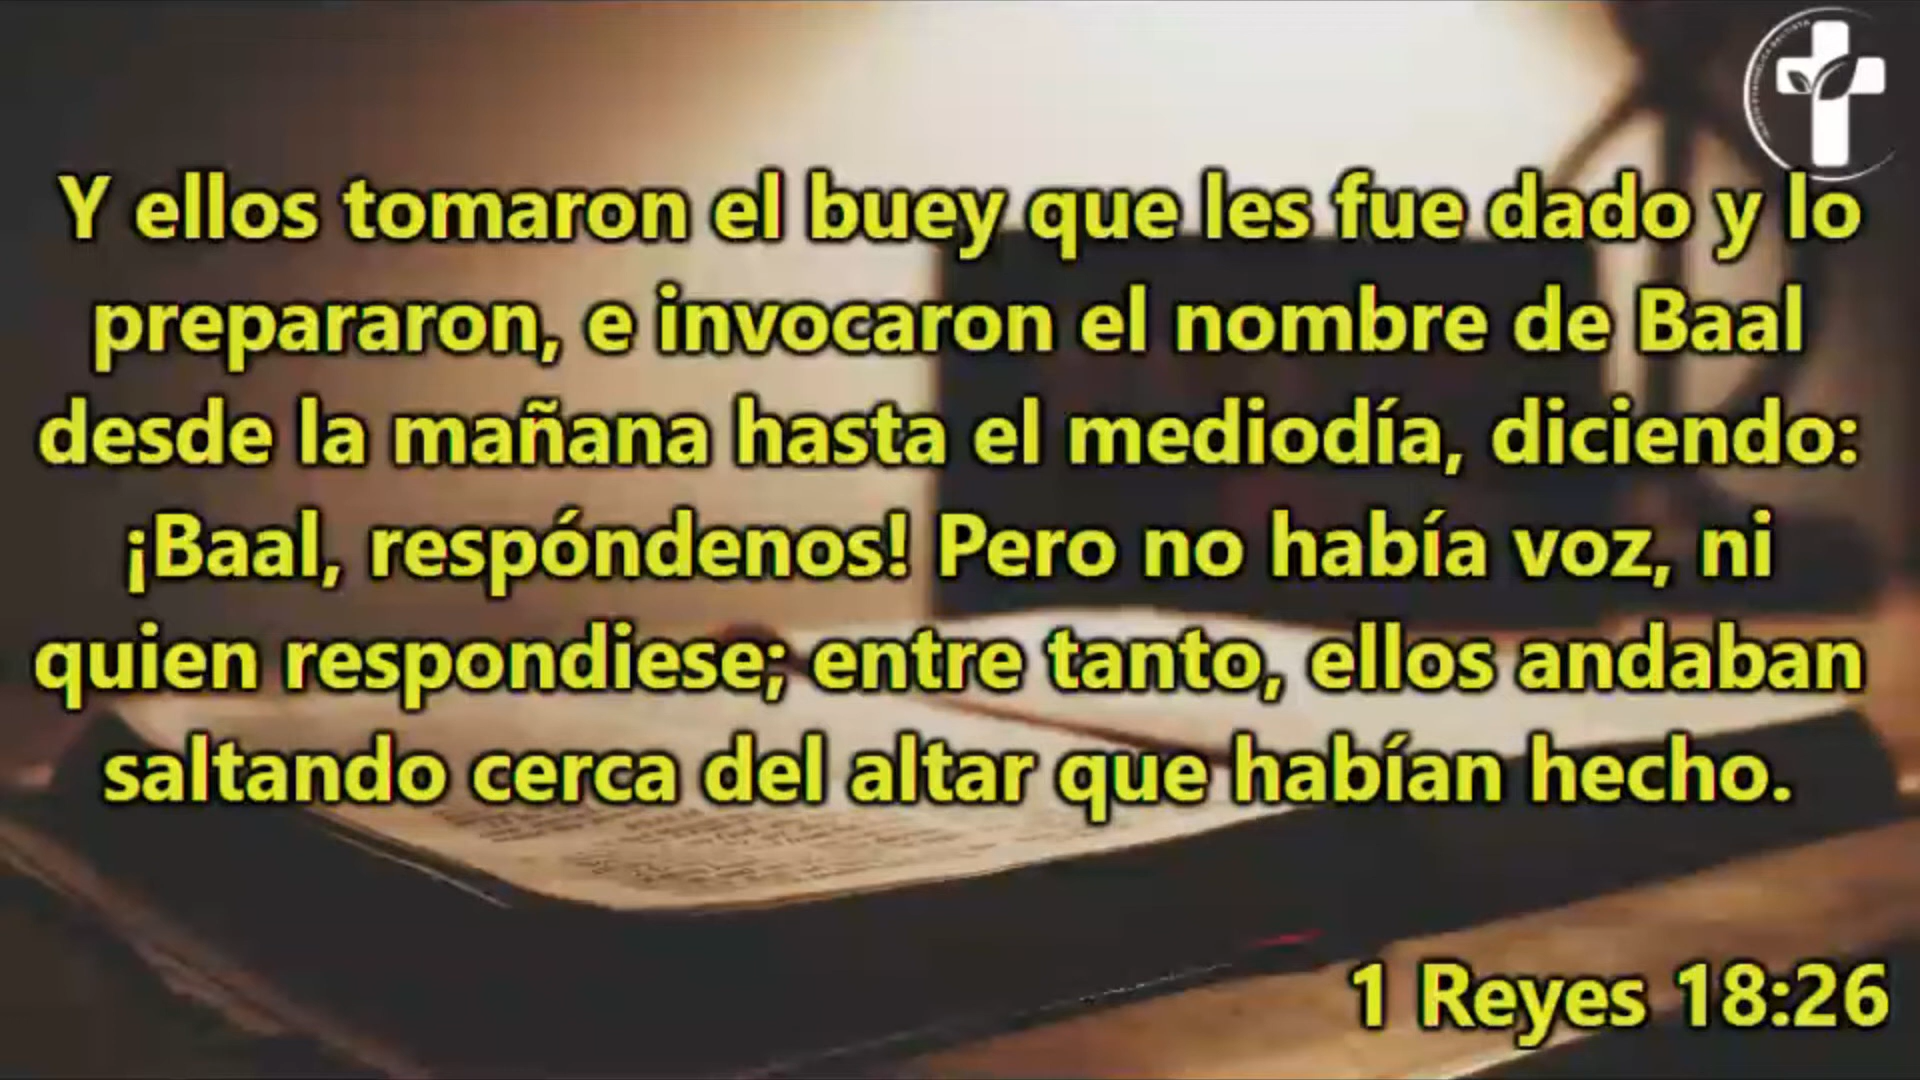 Y ellos tomaron el buey que les fue dado y lo
prepararon, e invocaron el nombre de Baal
desde la mañana hasta el mediodía, diciendo:
¡Baal, respóndenos! Pero no había voz, ni
quien respondiese; entre tanto, ellos andaban
saltando cerca del altar que habían hecho.
1 Reyes 18:26